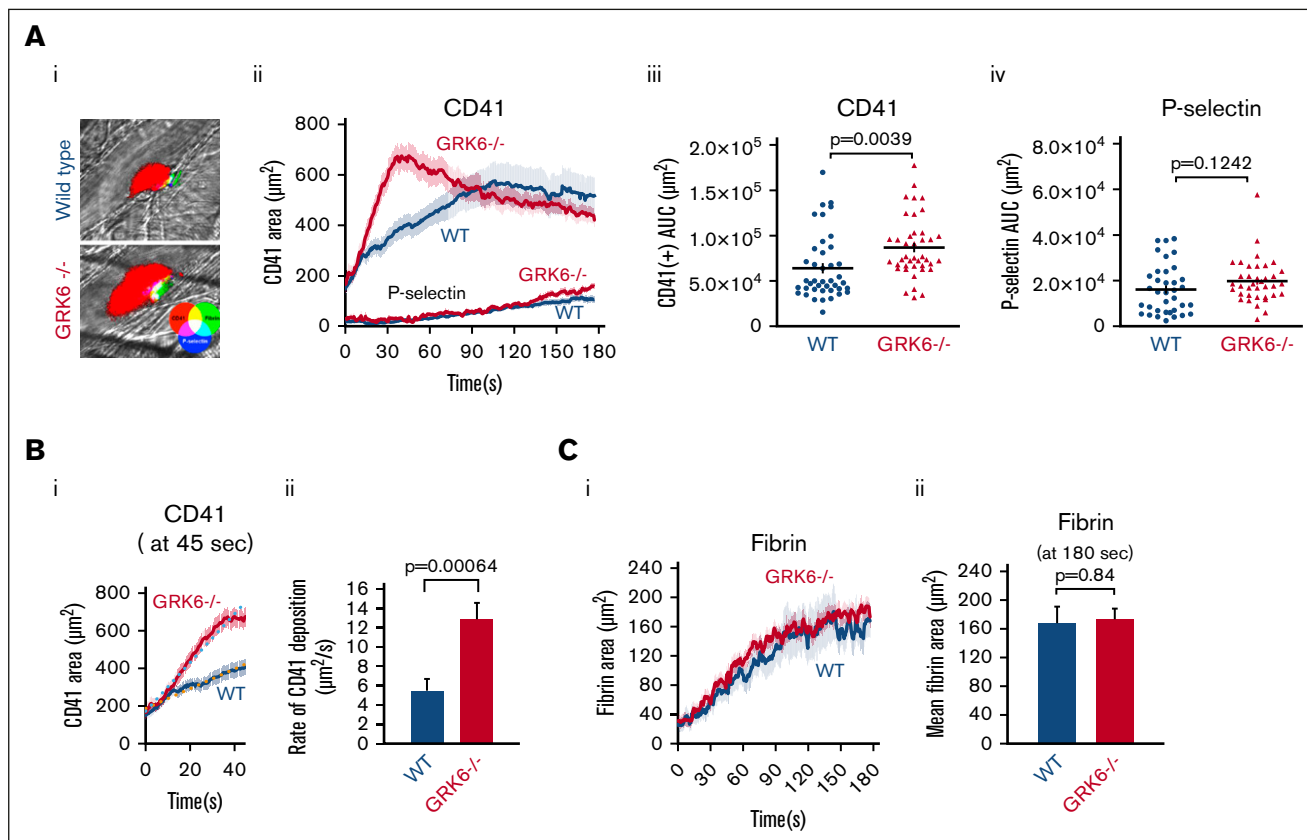 A
i
ii
iii
iv
Wild type
GRK6 -/-
CD41
Fibrin
P-selectin
CD41
CD41 area (µm²)
800
600
400
200
0
GRK6-/-
WT
P-selectin
GRK6-/-
WT
0 30 60 90 120 150 180
Time(s)
CD41
p=0.0039
CD41(+) AUC (µm²)
2.0×10⁵
1.5×10⁵
1.0×10⁵
5.0×10⁴
0
WT GRK6-/-
P-selectin
p=0.1242
P-selectin AUC (µm²)
8.0×10⁴
6.0×10⁴
4.0×10⁴
2.0×10⁴
0
WT GRK6-/-
B
i
CD41
( at 45 sec)
CD41 area (µm²)
800
600
400
200
0
GRK6-/-
WT
0 20 40
Time(s)
ii
p=0.00064
Rate of CD41 deposition
(µm²/s)
16
14
12
10
8
6
4
2
0
WT
GRK6-/-
C
i
Fibrin
Fibrin area (µm²)
240
200
160
120
80
40
0
GRK6-/-
WT
0 30 60 90 120 150 180
Time(s)
ii
Fibrin
(at 180 sec)
p=0.84
Mean fibrin area (µm²)
240
200
160
120
80
40
0
WT
GRK6-/-